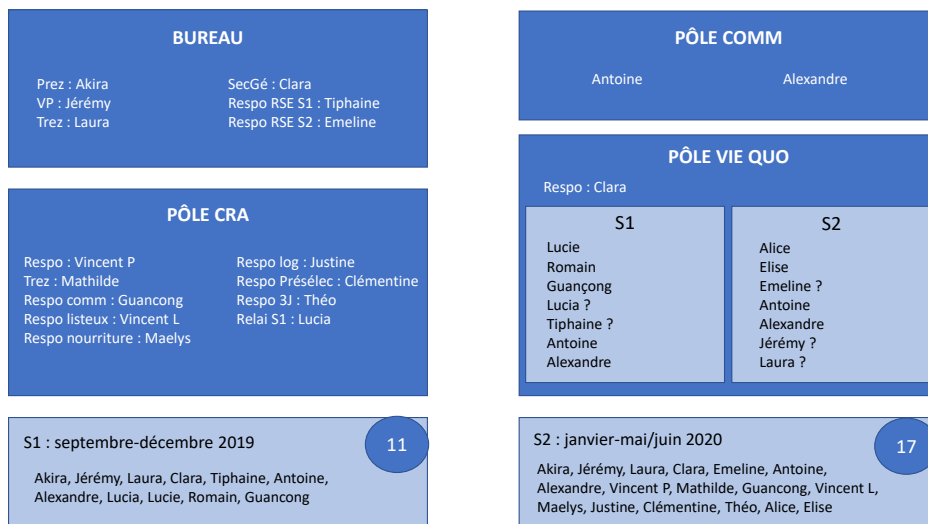 BUREAU
Prez : Akira
VP : Jérémy
Trez : Laura
SecGé : Clara
Respo RSE S1 : Tiphaine
Respo RSE S2 : Emeline
PÔLE COMM
Antoine
Alexandre
PÔLE CRA
Respo : Vincent P
Trez : Mathilde
Respo comm : Guancong
Respo listeux : Vincent L
Respo nourriture : Maelys
Respo log : Justine
Respo Présélec : Clémentine
Respo 3J : Théo
Relai S1 : Lucia
PÔLE VIE QUO
Respo : Clara
S1
Lucie
Romain
Guançong
Lucia ?
Tiphaine ?
Antoine
Alexandre
S2
Alice
Elise
Emeline ?
Antoine
Alexandre
Jérémy ?
Laura ?
S1 : septembre-décembre 2019
11
Akira, Jérémy, Laura, Clara, Tiphaine, Antoine,
Alexandre, Lucia, Lucie, Romain, Guancong
S2 : janvier-mai/juin 2020
17
Akira, Jérémy, Laura, Clara, Emeline, Antoine,
Alexandre, Vincent P, Mathilde, Guancong, Vincent L,
Maelys, Justine, Clémentine, Théo, Alice, Elise